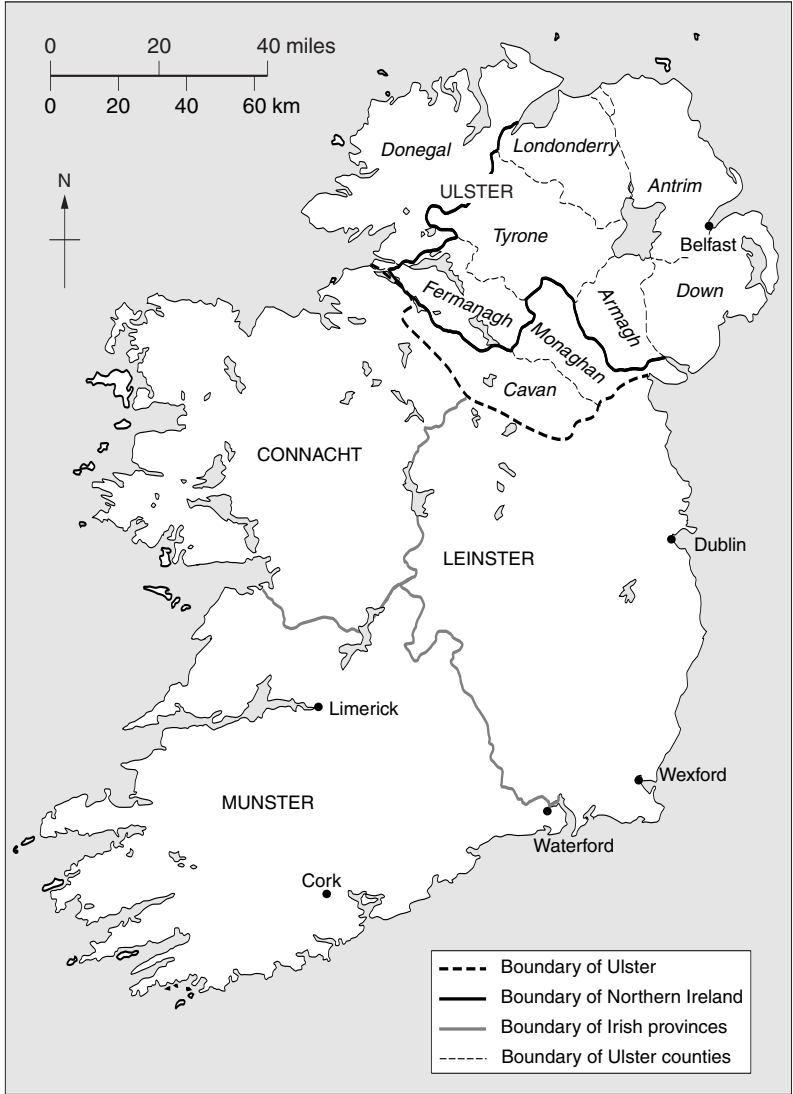 0 20 40 miles
0 20 40 60 km
N
Donegal
Londonderry
Antrim
ULSTER
Tyrone
Belfast
Fermanagh
Armagh
Down
Monaghan
Cavan
CONNACHT
Dublin
LEINSTER
Limerick
Wexford
MUNSTER
Waterford
Cork
Boundary of Ulster
Boundary of Northern Ireland
Boundary of Irish provinces
Boundary of Ulster counties